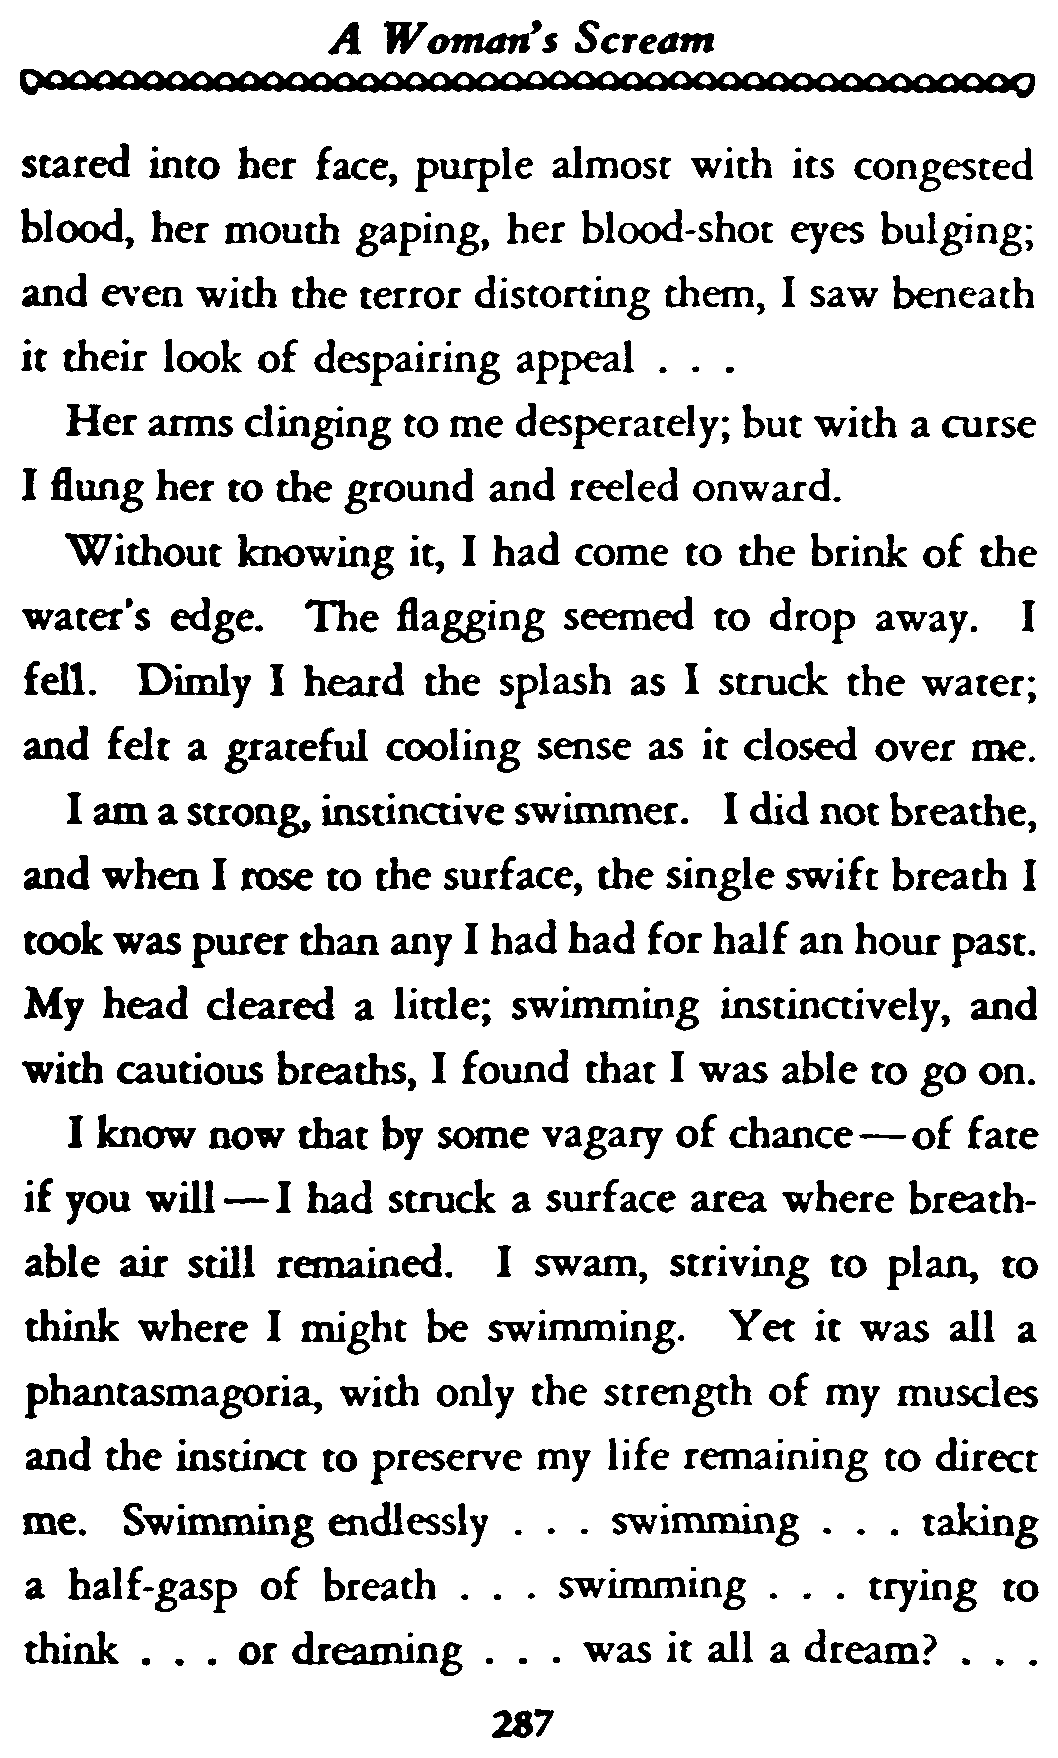 A Woman's Scream
stared into her face, purple almost with its congested
blood, her mouth gaping, her blood-shot eyes bulging;
and even with the terror distorting them, I saw beneath
it their look of despairing appeal . . .
Her arms clinging to me desperately; but with a curse
I flung her to the ground and reeled onward.
Without knowing it, I had come to the brink of the
water's edge. The flagging seemed to drop away. I
fell. Dimly I heard the splash as I struck the water;
and felt a grateful cooling sense as it closed over me.
I am a strong, instinctive swimmer. I did not breathe,
and when I rose to the surface, the single swift breath I
took was purer than any I had had for half an hour past.
My head cleared a little; swimming instinctively, and
with cautious breaths, I found that I was able to go on.
I know now that by some vagary of chance—of fate
if you will—I had struck a surface area where breath-
able air still remained. I swam, striving to plan, to
think where I might be swimming. Yet it was all a
phantasmagoria, with only the strength of my muscles
and the instinct to preserve my life remaining to direct
me. Swimming endlessly . . . swimming . . . taking
a half-gasp of breath . . . swimming . . . trying to
think . . . or dreaming . . . was it all a dream? . . .
287